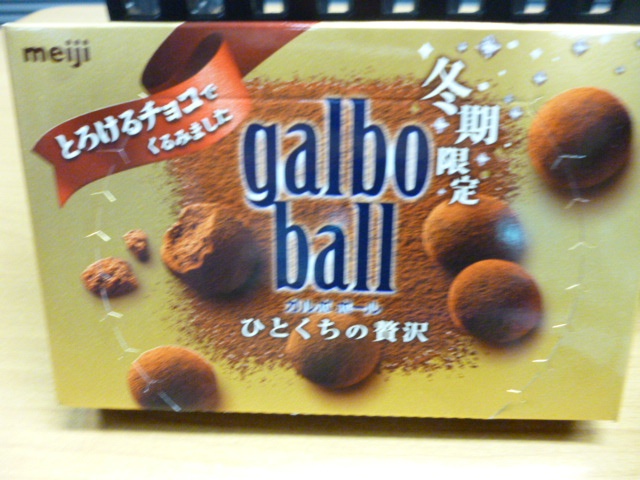 meiji
とろけるチョコで
くるみました
冬期
限定
galbo
ball
ガルボ ボール
ひとくちの贅沢